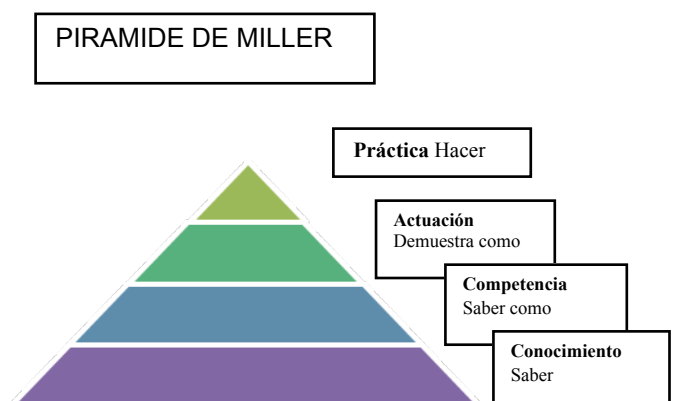 PIRAMIDE DE MILLER
Práctica Hacer
Actuación
Demuestra como
Competencia
Saber como
Conocimiento
Saber